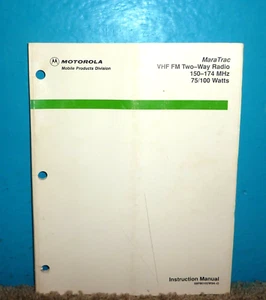 MOTOROLA
Mobile Products Division
MaraTrac
VHF FM Two-Way Radio
150-174 MHz
75/100 Watts
Instruction Manual